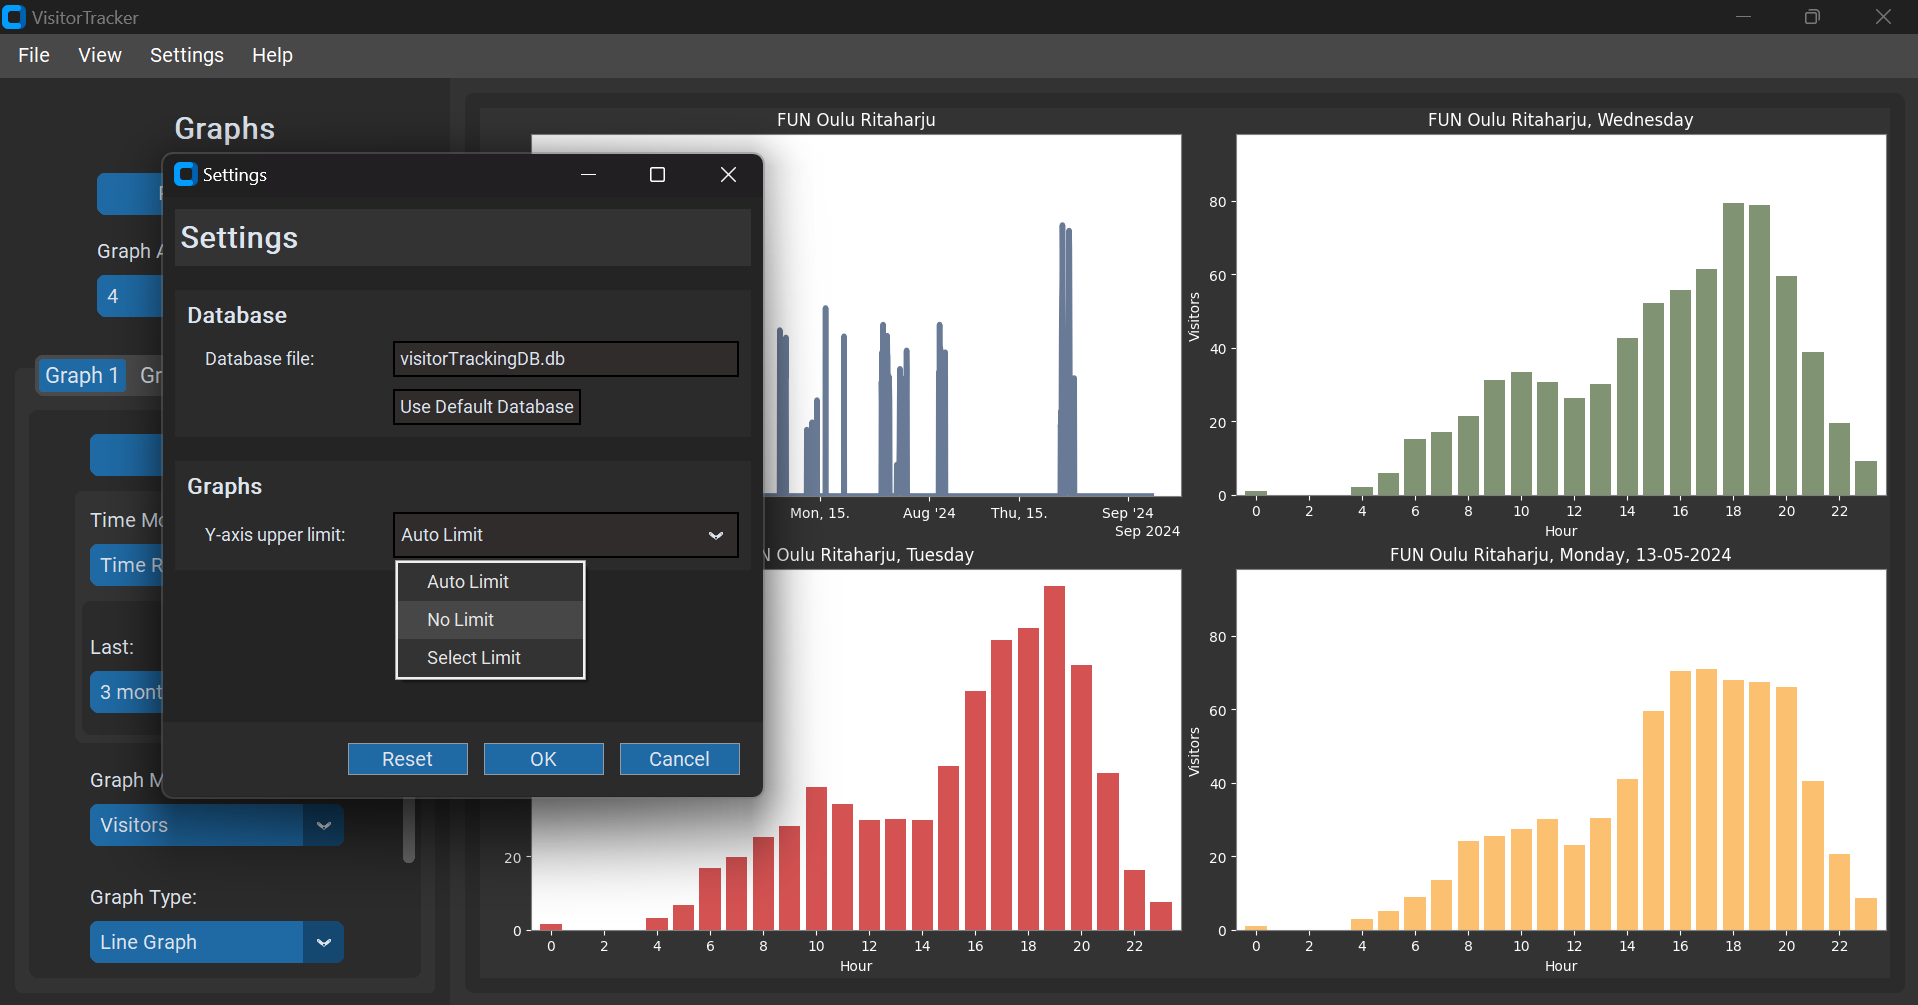 VisitorTracker
File View Settings Help
Graphs
Graph
4
Graph 1
Time
Time
Last:
3
Graph
Visitors
Graph Type:
Line Graph
Settings
Settings
Database
Database file:
visitorTrackingDB.db
Use Default Database
Graphs
Y-axis upper limit:
Auto Limit
Auto Limit
No Limit
Select Limit
Reset OK Cancel
FUN Oulu Ritaharju
Mon, 15. Aug '24 Thu, 15. Sep '24
Sep 2024
FUN Oulu Ritaharju, Wednesday
80
60
40
20
0
Visitors
0 2 4 6 8 10 12 14 16 18 20 22
Hour
Oulu Ritaharju, Tuesday
20
0
0 2 4 6 8 10 12 14 16 18 20 22
Hour
FUN Oulu Ritaharju, Monday, 13-05-2024
80
60
40
20
0
Visitors
0 2 4 6 8 10 12 14 16 18 20 22
Hour